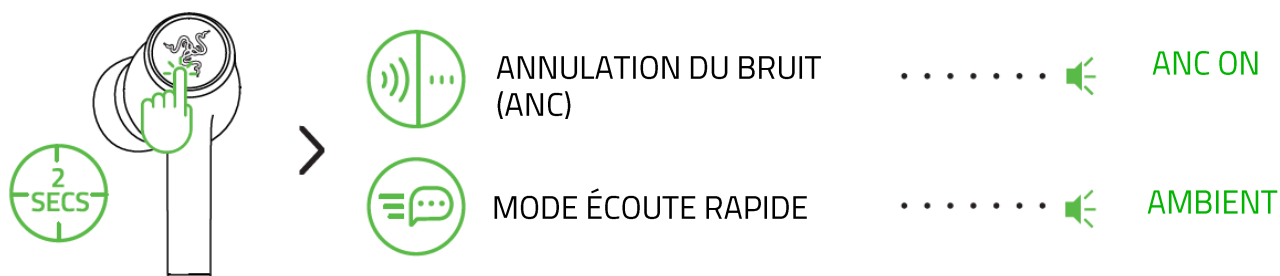 2
SECS
ANNULATION DU BRUIT
(ANC)
ANC ON
MODE ÉCOUTE RAPIDE
AMBIENT